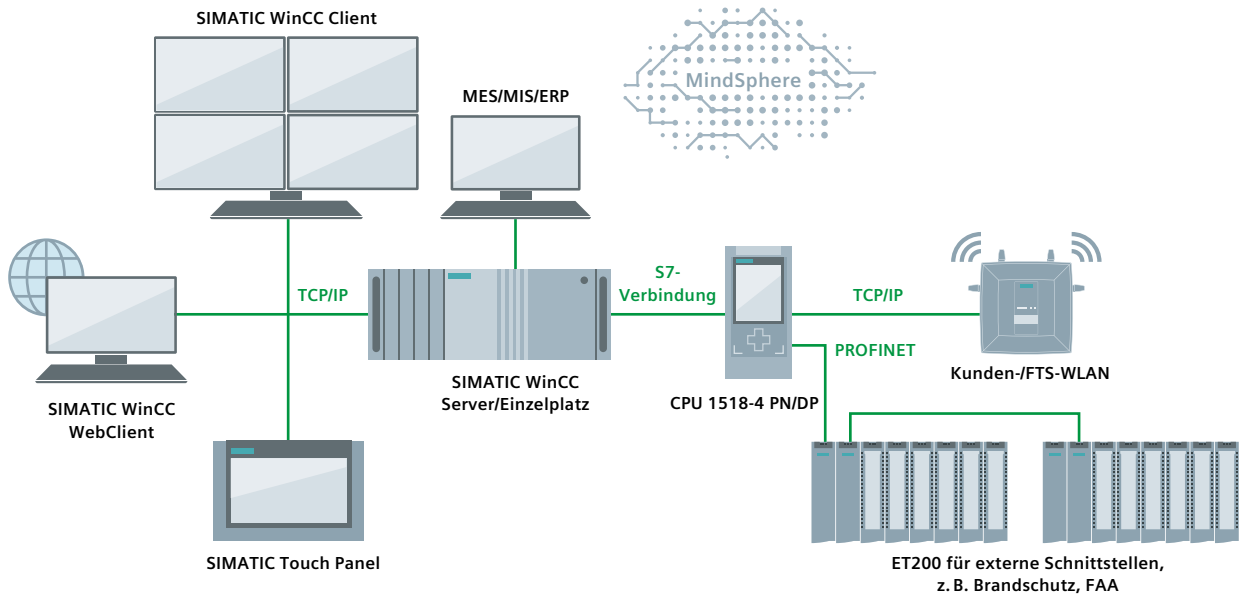 SIMATIC WinCC Client
MindSphere
MES/MIS/ERP
TCP/IP
S7-
Verbindung
TCP/IP
PROFINET
Kunden-/FTS-WLAN
SIMATIC WinCC
Server/Einzelplatz
CPU 1518-4 PN/DP
SIMATIC WinCC
WebClient
SIMATIC Touch Panel
ET200 für externe Schnittstellen,
z. B. Brandschutz, FAA